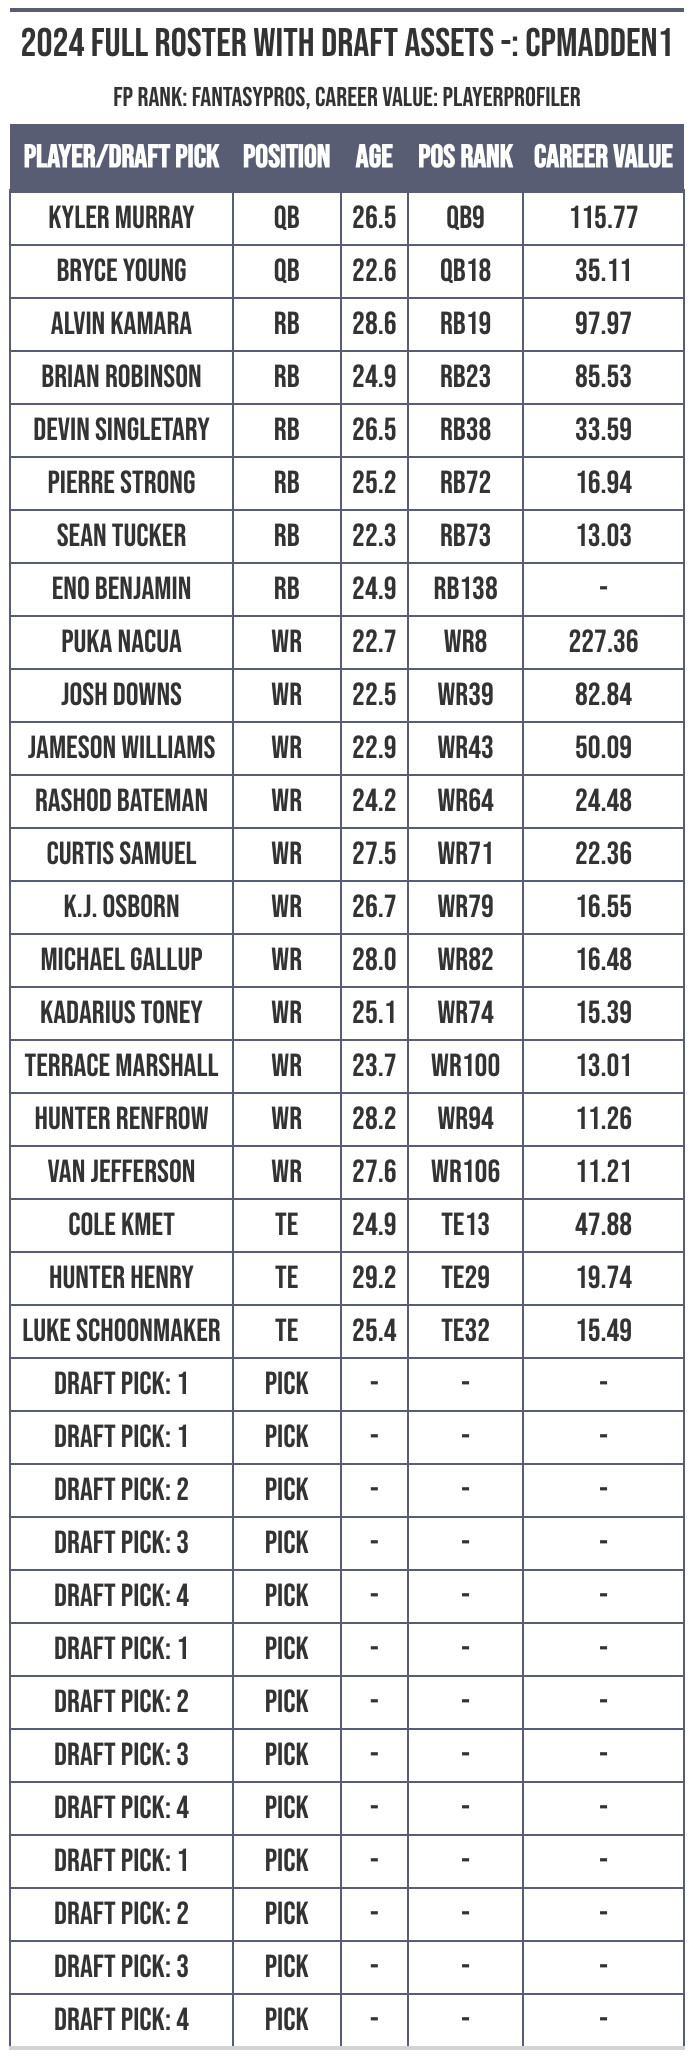 2024 FULL ROSTER WITH DRAFT ASSETS -: CPMADDEN1
FP RANK: FANTASYPROS, CAREER VALUE: PLAYERPROFILER
PLAYER/DRAFT PICK POSITION AGE POS RANK CAREER VALUE
KYLER MURRAY QB 26.5 QB9 115.77
BRYCE YOUNG QB 22.6 QB18 35.11
ALVIN KAMARA RB 28.6 RB19 97.97
BRIAN ROBINSON RB 24.9 RB23 85.53
DEVIN SINGLETARY RB 26.5 RB38 33.59
PIERRE STRONG RB 25.2 RB72 16.94
SEAN TUCKER RB 22.3 RB73 13.03
ENO BENJAMIN RB 24.9 RB138 -
PUKA NACUA WR 22.7 WR8 227.36
JOSH DOWNS WR 22.5 WR39 82.84
JAMESON WILLIAMS WR 22.9 WR43 50.09
RASHOD BATEMAN WR 24.2 WR64 24.48
CURTIS SAMUEL WR 27.5 WR71 22.36
K.J. OSBORN WR 26.7 WR79 16.55
MICHAEL GALLUP WR 28.0 WR82 16.48
KADARIUS TONEY WR 25.1 WR74 15.39
TERRACE MARSHALL WR 23.7 WR100 13.01
HUNTER RENFROW WR 28.2 WR94 11.26
VAN JEFFERSON WR 27.6 WR106 11.21
COLE KMET TE 24.9 TE13 47.88
HUNTER HENRY TE 29.2 TE29 19.74
LUKE SCHOONMAKER TE 25.4 TE32 15.49
DRAFT PICK: 1 PICK - - -
DRAFT PICK: 1 PICK - - -
DRAFT PICK: 2 PICK - - -
DRAFT PICK: 3 PICK - - -
DRAFT PICK: 4 PICK - - -
DRAFT PICK: 1 PICK - - -
DRAFT PICK: 2 PICK - - -
DRAFT PICK: 3 PICK - - -
DRAFT PICK: 4 PICK - - -
DRAFT PICK: 1 PICK - - -
DRAFT PICK: 2 PICK - - -
DRAFT PICK: 3 PICK - - -
DRAFT PICK: 4 PICK - - -